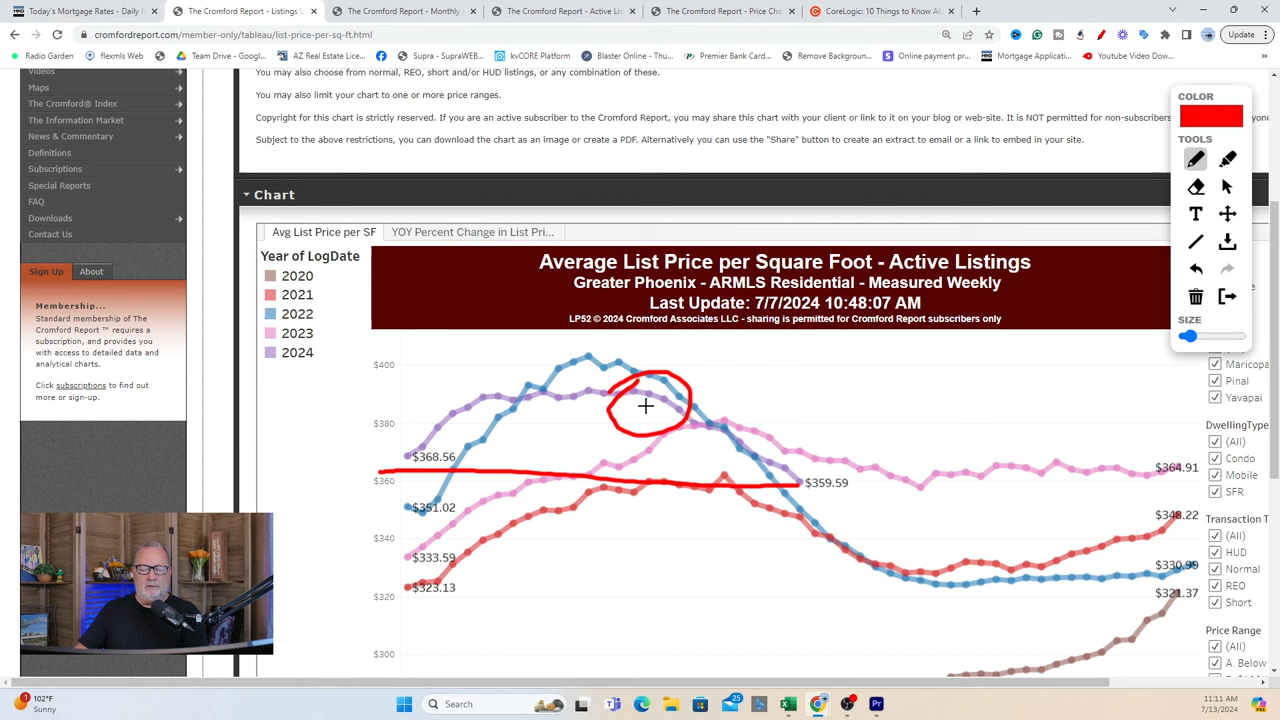 Today's Mortgage Rates - Daily I
The Cromford Report - Listings L
The Cromford Report - Monthly A
The Cromford Report - Active Li
The Cromford Report - Price Cha
CoreLogic: 10 Things to Know Ab
cromfordreport.com/member-only/tableau/list-price-per-sq-ft.html
Update
Radio Garden
flexmls Web
Team Drive - Googl...
AZ Real Estate Lice...
Supra - SupraWEB...
kvCORE Platform
Blaster Online - Thu...
Premier Bank Card...
Remove Backgroun...
Online payment pr...
Mortgage Applicati...
Youtube Video Dow...
Videos
Maps
The Cromford® Index
The Information Market
News & Commentary
Definitions
Subscriptions
Special Reports
FAQ
Downloads
Contact Us
Sign Up
About
Membership...
Standard membership of The
Cromford Report ™ requires a
subscription, and provides you
with access to detailed data and
analytical charts.
Click subscriptions to find out
more or sign-up.
You may also choose from normal, REO, short and/or HUD listings, or any combination of these.
You may also limit your chart to one or more price ranges.
Copyright for this chart is strictly reserved. If you are an active subscriber to the Cromford Report, you may share this chart with your client or link to it on your blog or web-site. It is NOT permitted for non-subscribers
Subject to the above restrictions, you can download the chart as an image or create a PDF. Alternatively you can use the "Share" button to create an extract to email or a link to embed in your site.
Chart
Avg List Price per SF
YOY Percent Change in List Pri...
Year of LogDate
2020
2021
2022
2023
2024
Average List Price per Square Foot - Active Listings
Greater Phoenix - ARMLS Residential - Measured Weekly
Last Update: 7/7/2024 10:48:07 AM
LP52 © 2024 Cromford Associates LLC - sharing is permitted for Cromford Report subscribers only
$400
$380
$360
$340
$320
$300
$368.56
$351.02
$333.59
$323.13
$359.59
$364.91
$348.22
$330.99
$321.37
COLOR
TOOLS
T
SIZE
Maricopa
Pinal
Yavapai
DwellingType
(All)
Condo
Mobile
SFR
Transaction T
(All)
HUD
Normal
REO
Short
Price Range
(All)
A. Below
1
102°F
Sunny
Search
25
11:11 AM
7/13/2024